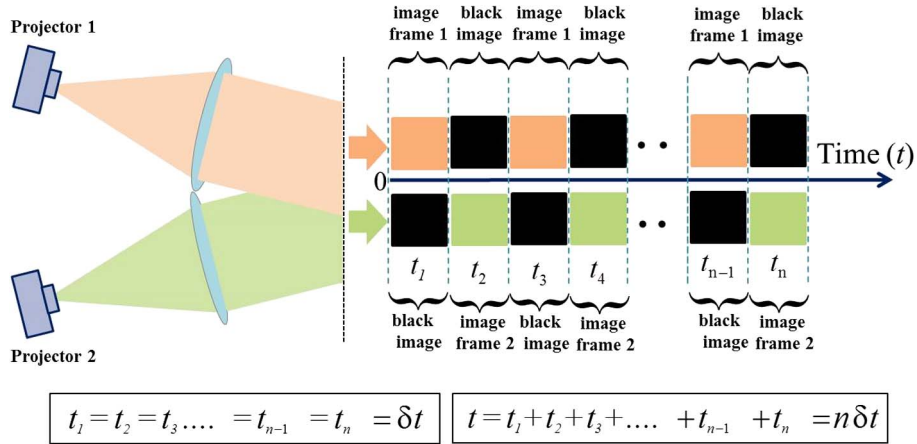 Projector 1
image frame 1
black image
image frame 1
black image
image frame 1
black image
Time (t)
0
t₁ t₂ t₃ t₄ tₙ₋₁ tₙ
black image
image frame 2
black image
image frame 2
black image
image frame 2
Projector 2
t₁ = t₂ = t₃ .... = tₙ₋₁ = tₙ = δt
t = t₁ + t₂ + t₃ + .... + tₙ₋₁ + tₙ = nδt